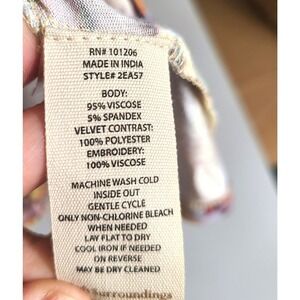 RN# 101206
MADE IN INDIA
STYLE# 2EA57
BODY:
95% VISCOSE
5% SPANDEX
VELVET CONTRAST:
100% POLYESTER
EMBROIDERY:
100% VISCOSE
MACHINE WASH COLD
INSIDE OUT
GENTLE CYCLE
ONLY NON-CHLORINE BLEACH
WHEN NEEDED
LAY FLAT TO DRY
COOL IRON IF NEEDED
ON REVERSE
MAY BE DRY CLEANED
Surroundings